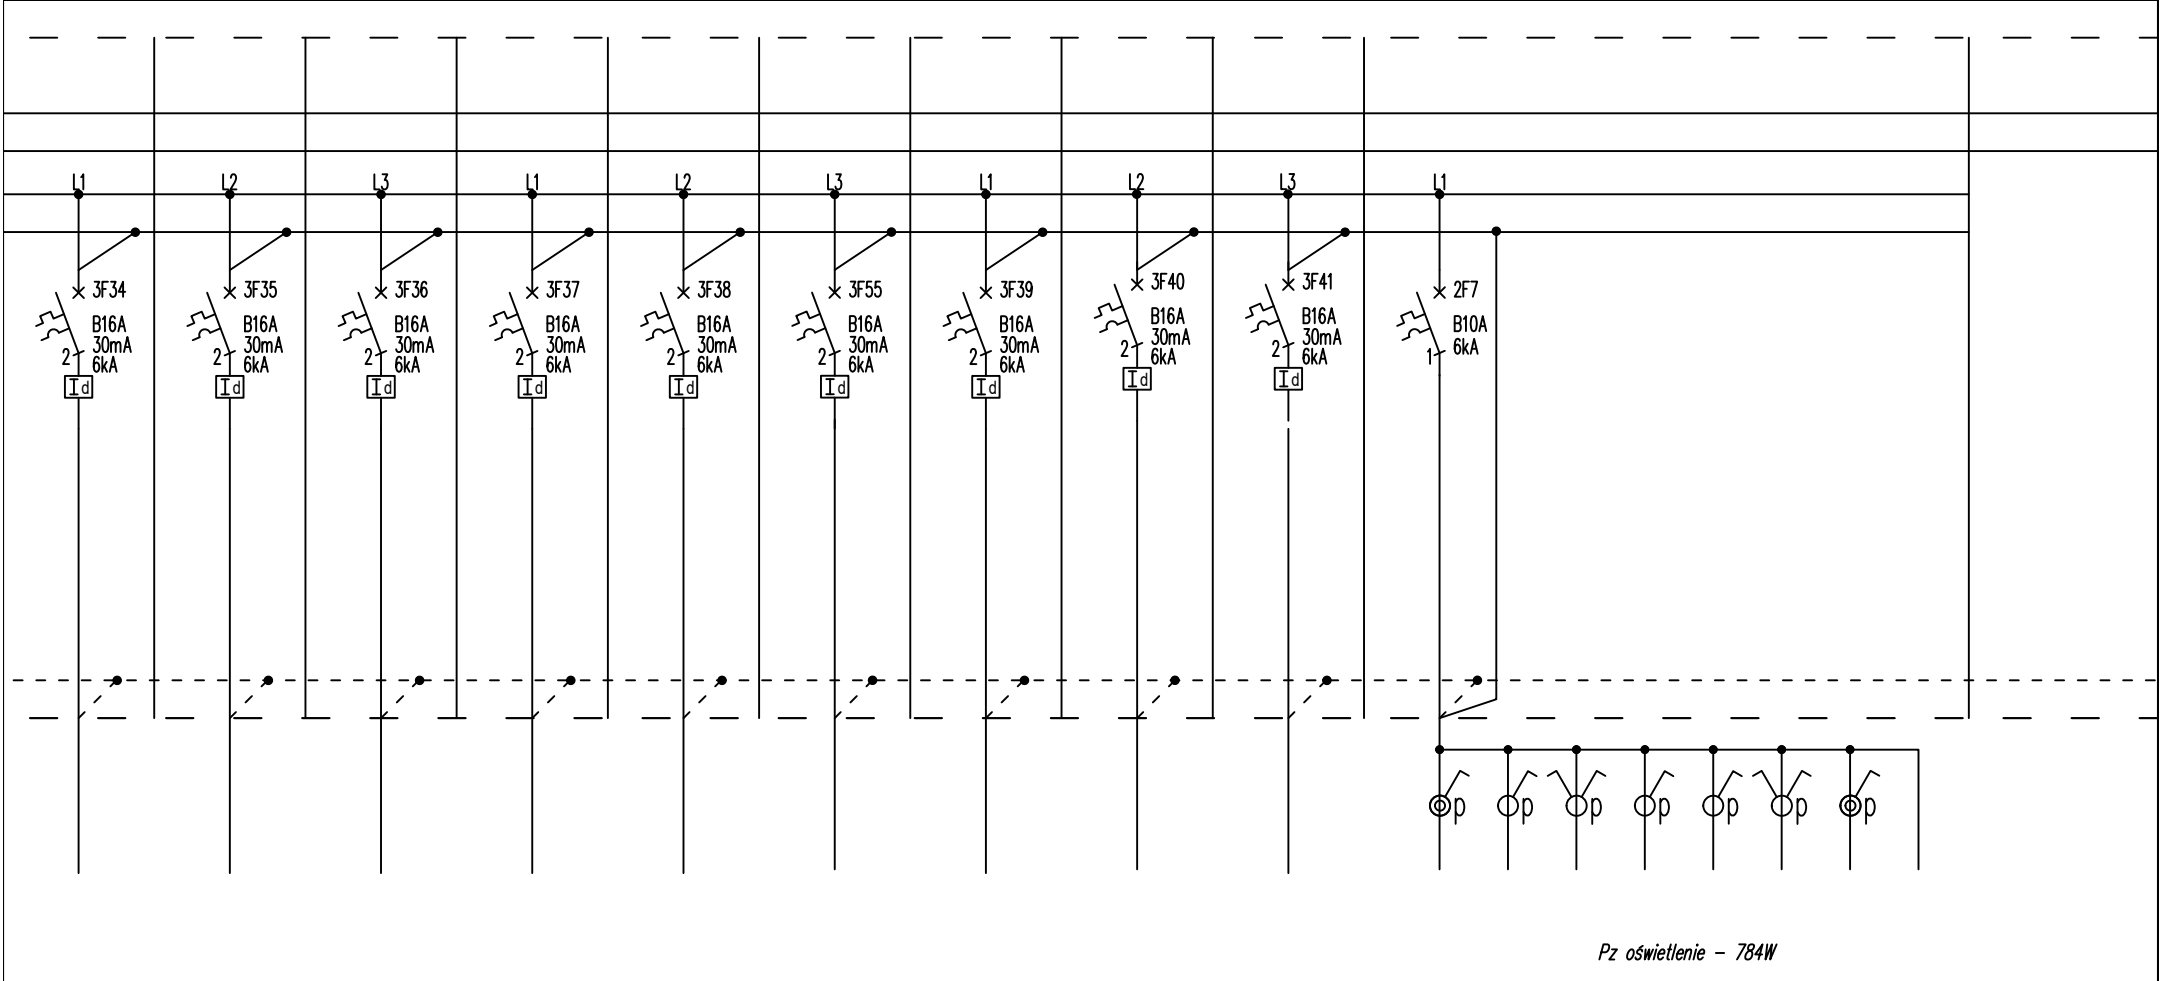 L1 L2 L3 L1 L2 L3 L1 L2 L3 L1
3F34
B16A
30mA
6kA
2
Id
3F35
B16A
30mA
6kA
2
Id
3F36
B16A
30mA
6kA
2
Id
3F37
B16A
30mA
6kA
2
Id
3F38
B16A
30mA
6kA
2
Id
3F55
B16A
30mA
6kA
2
Id
3F39
B16A
30mA
6kA
2
Id
3F40
B16A
30mA
6kA
2
Id
3F41
B16A
30mA
6kA
2
Id
2F7
B10A
6kA
1
p p p p p p p
Pz oświetlenie – 784W